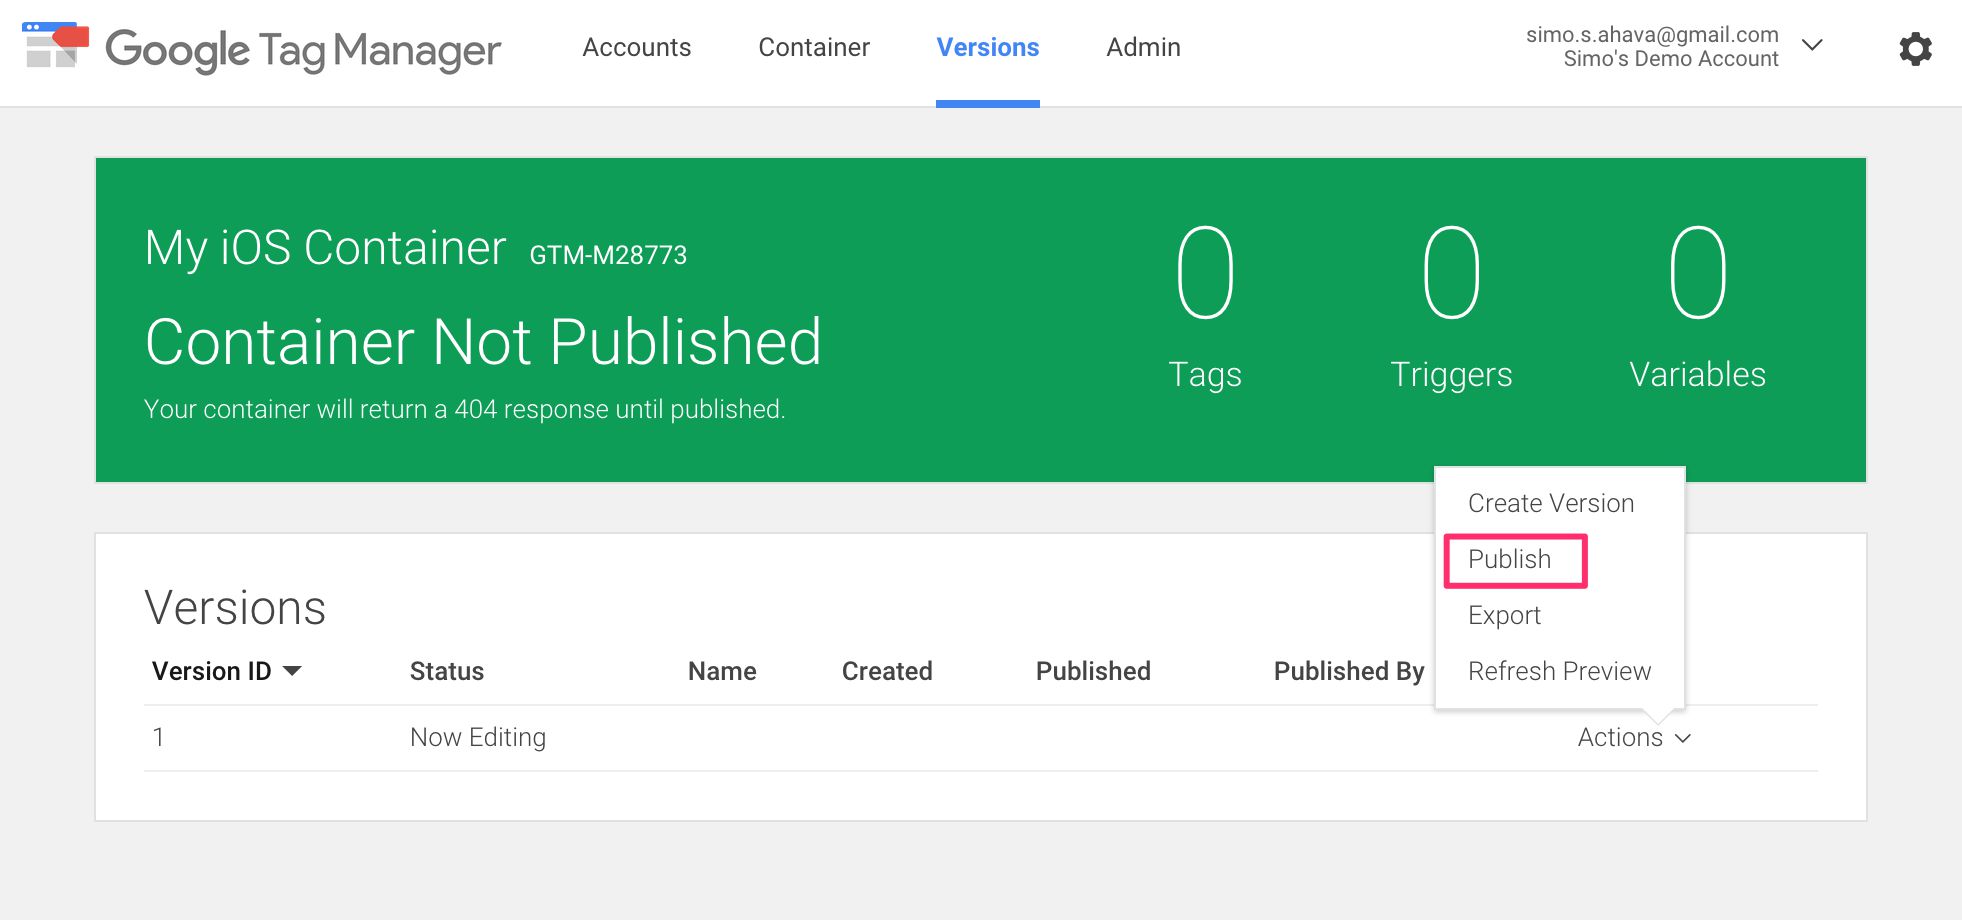 Google Tag Manager
Accounts
Container
Versions
Admin
simo.s.ahava@gmail.com
Simo's Demo Account
My iOS Container GTM-M28773
Container Not Published
Your container will return a 404 response until published.
0
Tags
0
Triggers
0
Variables
Create Version
Publish
Export
Refresh Preview
Versions
Version ID Status Name Created Published Published By
1 Now Editing Actions